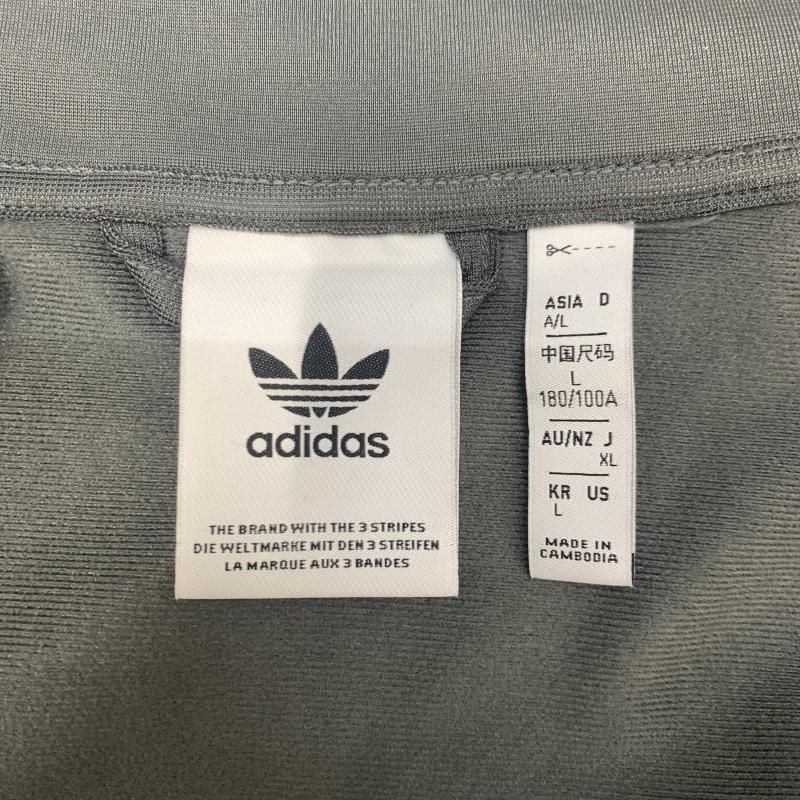 adidas
THE BRAND WITH THE 3 STRIPES
DIE WELTMARKE MIT DEN 3 STREIFEN
LA MARQUE AUX 3 BANDES
ASIA D
A/L
中国尺码
L
180/100A
AU/NZ J
XL
KR US
L
MADE IN
CAMBODIA